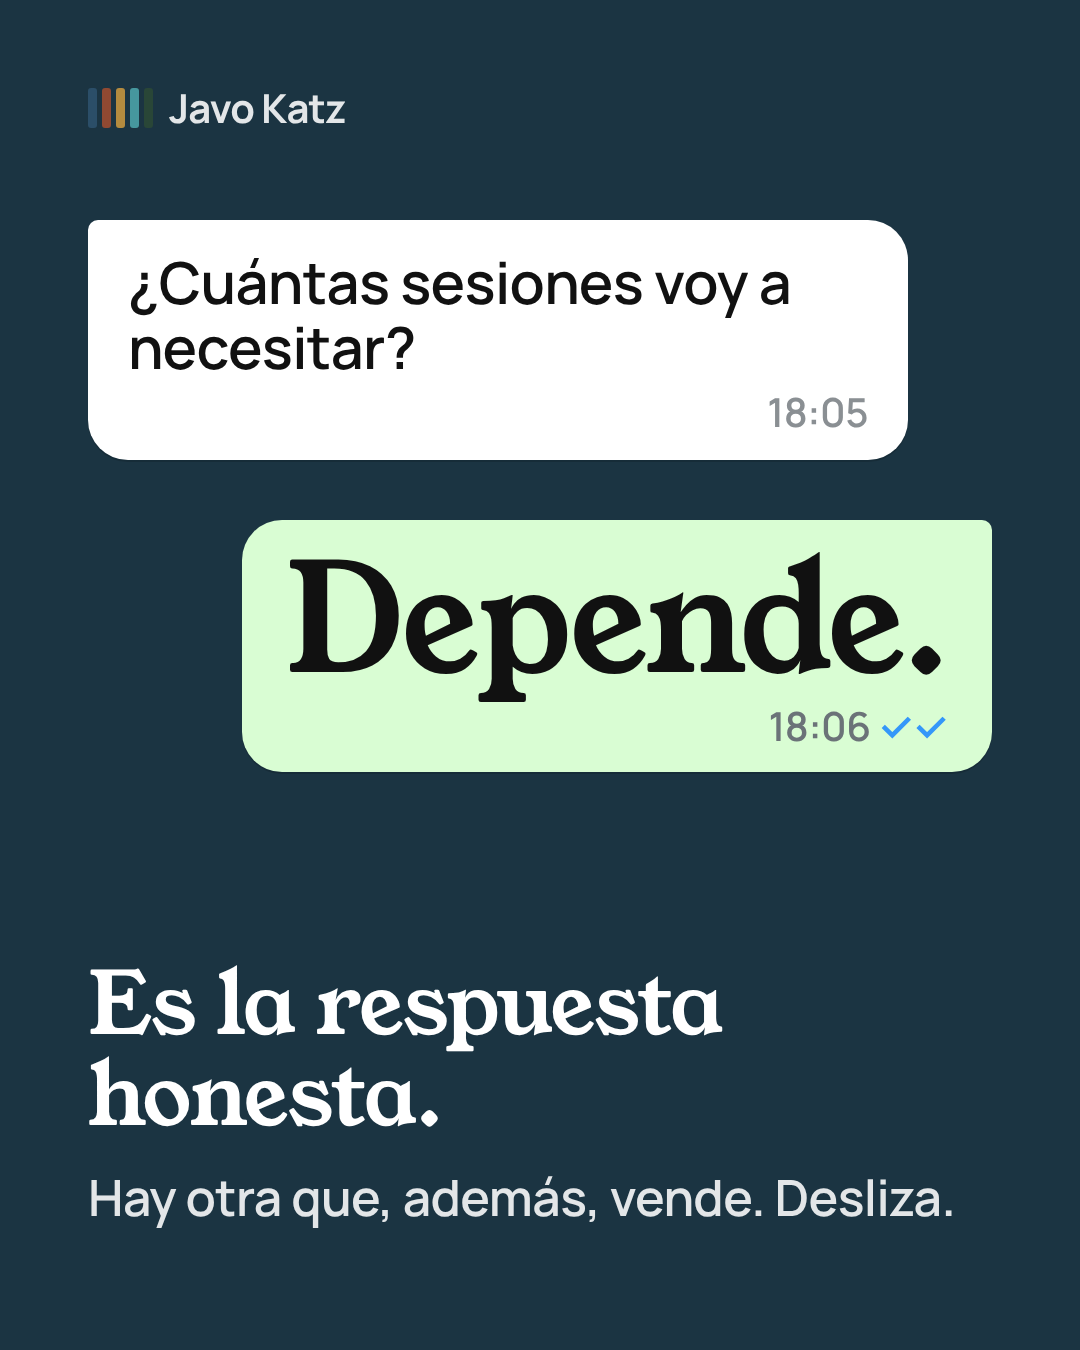 Javo Katz
¿Cuántas sesiones voy a
necesitar?
18:05
Depende.
18:06
Es la respuesta
honesta.
Hay otra que, además, vende. Desliza.